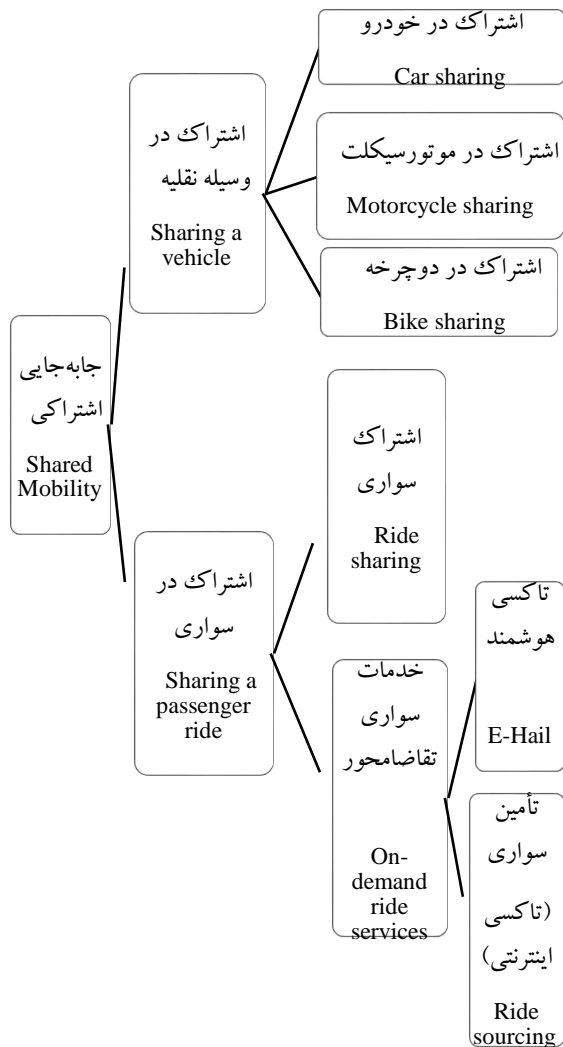 جابه‌جایی
اشتراکی
Shared
Mobility
اشتراک در
وسیله نقلیه
Sharing a
vehicle
اشتراک در خودرو
Car sharing
اشتراک در موتورسیکلت
Motorcycle sharing
اشتراک در دوچرخه
Bike sharing
اشتراک در
سواری
Sharing a
passenger
ride
اشتراک
سواری
Ride
sharing
خدمات
سواری
تقاضامحور
On-
demand
ride
services
تاکسی
هوشمند
E-Hail
تأمین
سواری
(تاکسی
اینترنتی)
Ride
sourcing